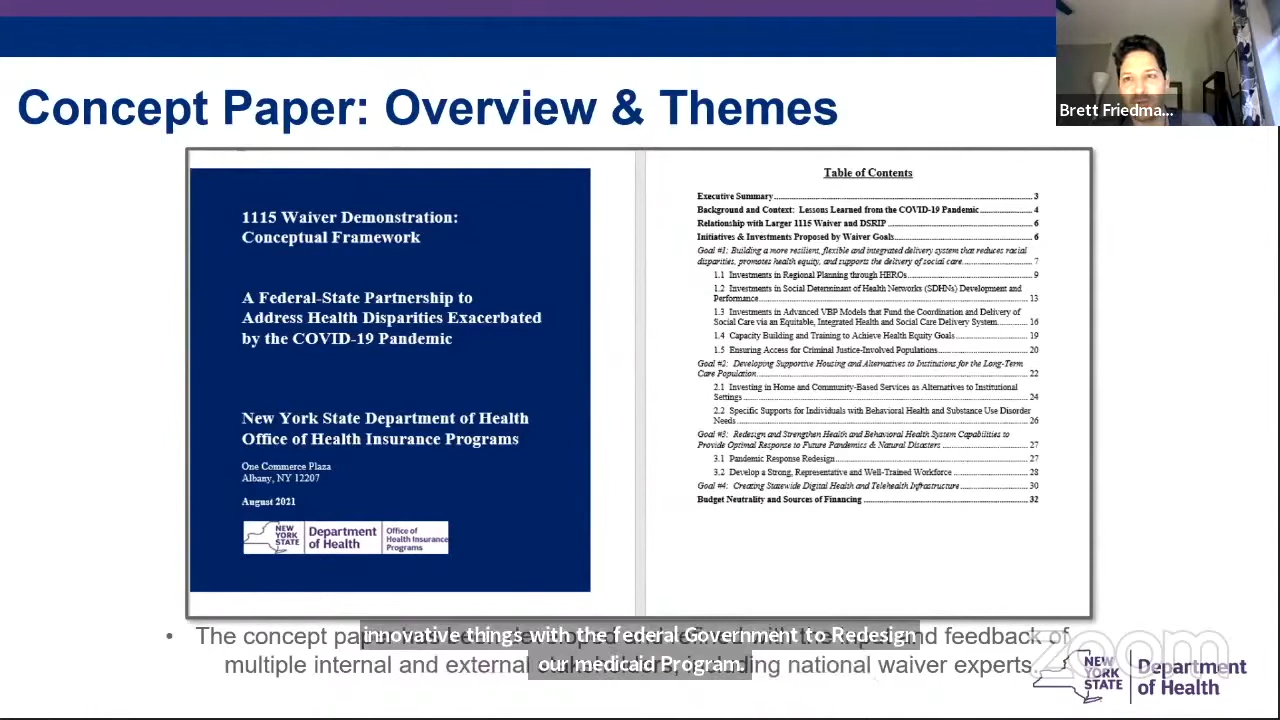 Concept Paper: Overview & Themes
Brett Friedma...
1115 Waiver Demonstration:
Conceptual Framework
A Federal-State Partnership to
Address Health Disparities Exacerbated
by the COVID-19 Pandemic
New York State Department of Health
Office of Health Insurance Programs
One Commerce Plaza
Albany, NY 12207
August 2021
NEW
YORK
STATE
Department
of Health
Office of
Health Insurance
Programs
Table of Contents
Executive Summary 3
Background and Context: Lessons Learned from the COVID-19 Pandemic 4
Relationship with Larger 1115 Waiver and DSRIP 6
Initiatives & Investments Proposed by Waiver Goals 6
Goal #1: Building a more resilient, flexible and integrated delivery system that reduces racial
disparities, promotes health equity, and supports the delivery of social care 7
1.1 Investments in Regional Planning through HEROs 9
1.2 Investments in Social Determinant of Health Networks (SDHNs) Development and
Performance 13
1.3 Investments in Advanced VBP Models that Fund the Coordination and Delivery of
Social Care via an Equitable, Integrated Health and Social Care Delivery System 16
1.4 Capacity Building and Training to Achieve Health Equity Goals 19
1.5 Ensuring Access for Criminal Justice-Involved Populations 20
Goal #2: Developing Supportive Housing and Alternatives to Institutions for the Long-Term
Care Population 22
2.1 Investing in Home and Community-Based Services as Alternatives to Institutional
Settings 24
2.2 Specific Supports for Individuals with Behavioral Health and Substance Use Disorder
Needs 26
Goal #3: Redesign and Strengthen Health and Behavioral Health System Capabilities to
Provide Optimal Response to Future Pandemics & Natural Disasters 27
3.1 Pandemic Response Redesign 27
3.2 Develop a Strong, Representative and Well-Trained Workforce 28
Goal #4: Creating Statewide Digital Health and Telehealth Infrastructure 30
Budget Neutrality and Sources of Financing 32
• The concept and feedback of
multiple internal and external including national waiver experts.
innovative things with the federal Government to Redesign
our medicaid Program.
zoom
NEW
YORK
STATE
Department
of Health